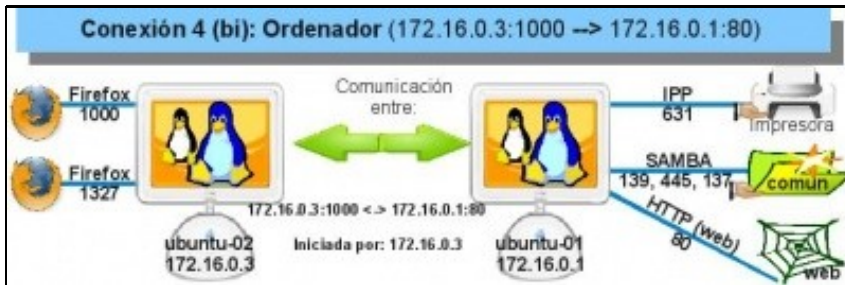 Conexión 4 (bi): Ordenador (172.16.0.3:1000 --> 172.16.0.1:80)
Firefox
1000
Firefox
1327
Comunicación
entre:
172.16.0.3:1000 <-> 172.16.0.1:80
Iniciada por: 172.16.0.3
ubuntu-02
172.16.0.3
ubuntu-01
172.16.0.1
IPP
631
Impresora
SAMBA
139, 445, 137
común
HTTP (web)
80
web